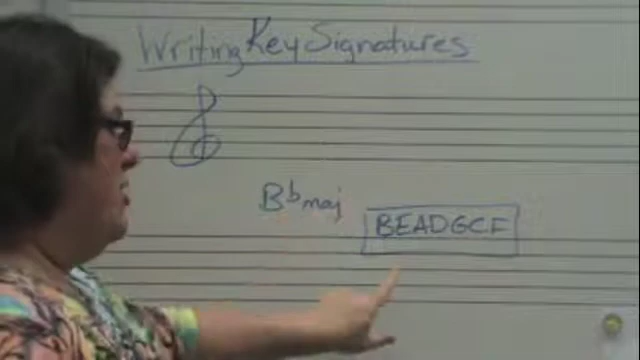 Writing Key Signatures
B♭ maj
BEADGCF